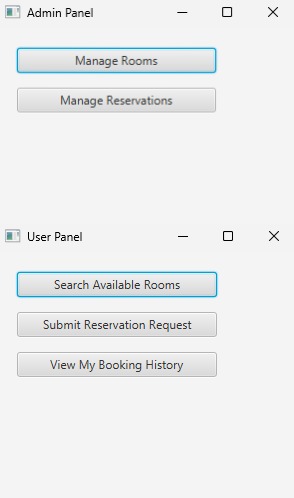 Admin Panel
Manage Rooms
Manage Reservations
User Panel
Search Available Rooms
Submit Reservation Request
View My Booking History